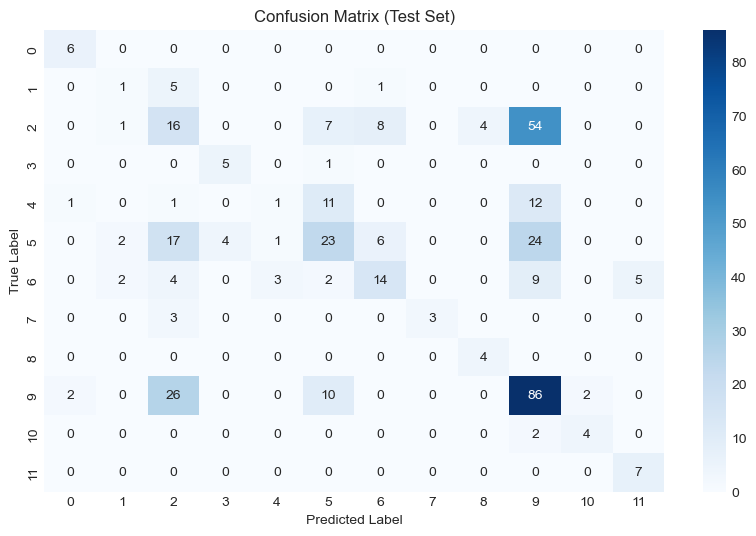 Confusion Matrix (Test Set)
True Label
0 6 0 0 0 0 0 0 0 0 0 0 0
1 0 1 5 0 0 0 1 0 0 0 0 0
2 0 1 16 0 0 7 8 0 4 54 0 0
3 0 0 0 5 0 1 0 0 0 0 0 0
4 1 0 1 0 1 11 0 0 0 12 0 0
5 0 2 17 4 1 23 6 0 0 24 0 0
6 0 2 4 0 3 2 14 0 0 9 0 5
7 0 0 3 0 0 0 0 3 0 0 0 0
8 0 0 0 0 0 0 0 0 4 0 0 0
9 2 0 26 0 0 10 0 0 0 86 2 0
10 0 0 0 0 0 0 0 0 0 2 4 0
11 0 0 0 0 0 0 0 0 0 0 0 7
0 1 2 3 4 5 6 7 8 9 10 11
Predicted Label
80
70
60
50
40
30
20
10
0